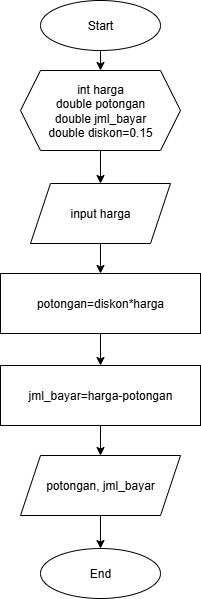 Start
int harga
double potongan
double jml_bayar
double diskon=0.15
input harga
potongan=diskon*harga
jml_bayar=harga-potongan
potongan, jml_bayar
End